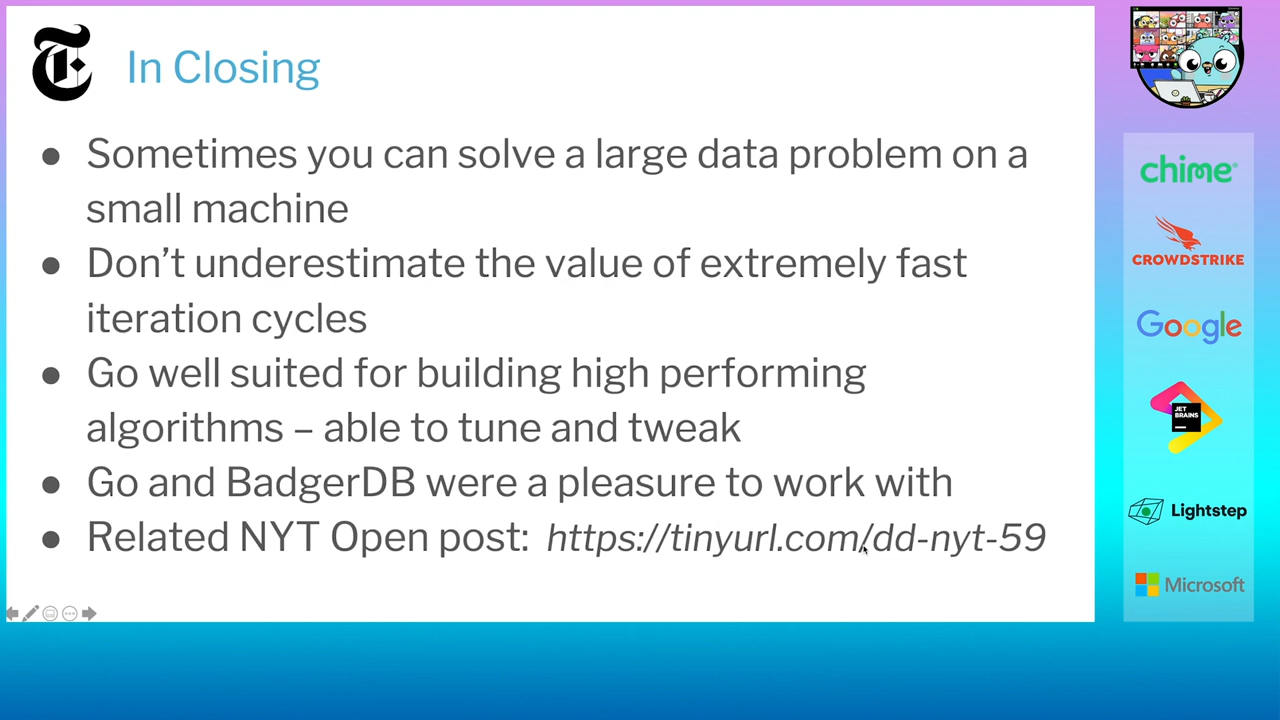 In Closing
● Sometimes you can solve a large data problem on a
small machine
● Don’t underestimate the value of extremely fast
iteration cycles
● Go well suited for building high performing
algorithms – able to tune and tweak
● Go and BadgerDB were a pleasure to work with
● Related NYT Open post: https://tinyurl.com/dd-nyt-59
chime
CROWDSTRIKE
Google
JET
BRAINS
Lightstep
Microsoft